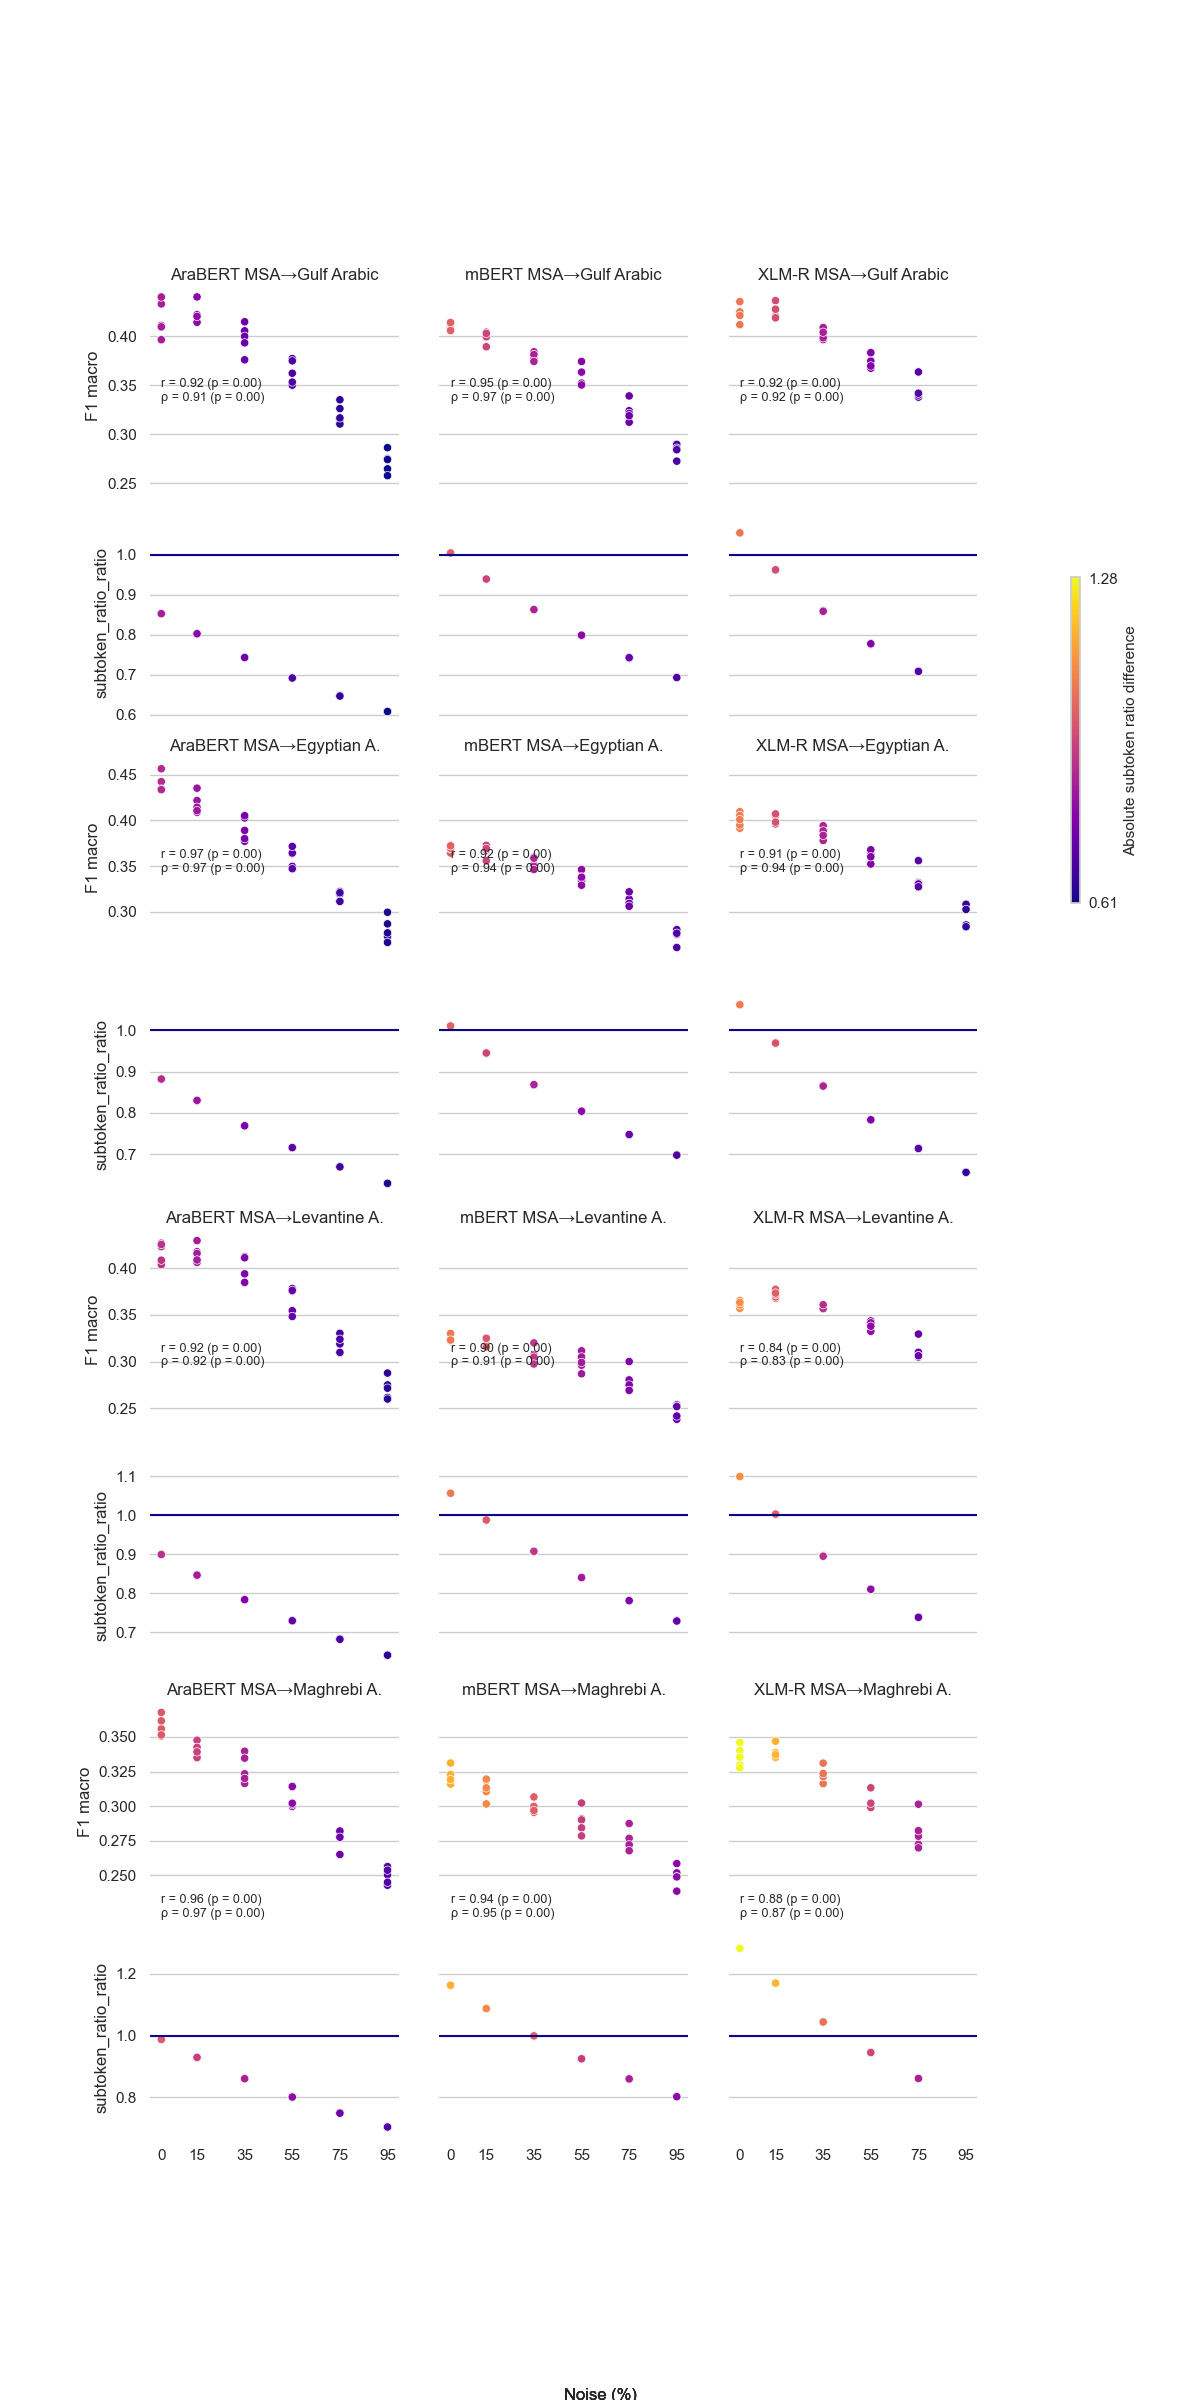 AraBERT MSA→Gulf Arabic
mBERT MSA→Gulf Arabic
XLM-R MSA→Gulf Arabic
F1 macro
0.40
0.35
0.30
0.25
r = 0.92 (p = 0.00)
ρ = 0.91 (p = 0.00)
r = 0.95 (p = 0.00)
ρ = 0.97 (p = 0.00)
r = 0.92 (p = 0.00)
ρ = 0.92 (p = 0.00)
subtoken_ratio_ratio
1.0
0.9
0.8
0.7
0.6
1.28
Absolute subtoken ratio difference
0.61
AraBERT MSA→Egyptian A.
mBERT MSA→Egyptian A.
XLM-R MSA→Egyptian A.
F1 macro
0.45
0.40
0.35
0.30
r = 0.97 (p = 0.00)
ρ = 0.97 (p = 0.00)
r = 0.92 (p = 0.00)
ρ = 0.94 (p = 0.00)
r = 0.91 (p = 0.00)
ρ = 0.94 (p = 0.00)
subtoken_ratio_ratio
1.0
0.9
0.8
0.7
AraBERT MSA→Levantine A.
mBERT MSA→Levantine A.
XLM-R MSA→Levantine A.
F1 macro
0.40
0.35
0.30
0.25
r = 0.92 (p = 0.00)
ρ = 0.92 (p = 0.00)
r = 0.90 (p = 0.00)
ρ = 0.91 (p = 0.00)
r = 0.84 (p = 0.00)
ρ = 0.83 (p = 0.00)
subtoken_ratio_ratio
1.1
1.0
0.9
0.8
0.7
AraBERT MSA→Maghrebi A.
mBERT MSA→Maghrebi A.
XLM-R MSA→Maghrebi A.
F1 macro
0.350
0.325
0.300
0.275
0.250
r = 0.96 (p = 0.00)
ρ = 0.97 (p = 0.00)
r = 0.94 (p = 0.00)
ρ = 0.95 (p = 0.00)
r = 0.88 (p = 0.00)
ρ = 0.87 (p = 0.00)
subtoken_ratio_ratio
1.2
1.0
0.8
0 15 35 55 75 95
0 15 35 55 75 95
0 15 35 55 75 95
Noise (%)